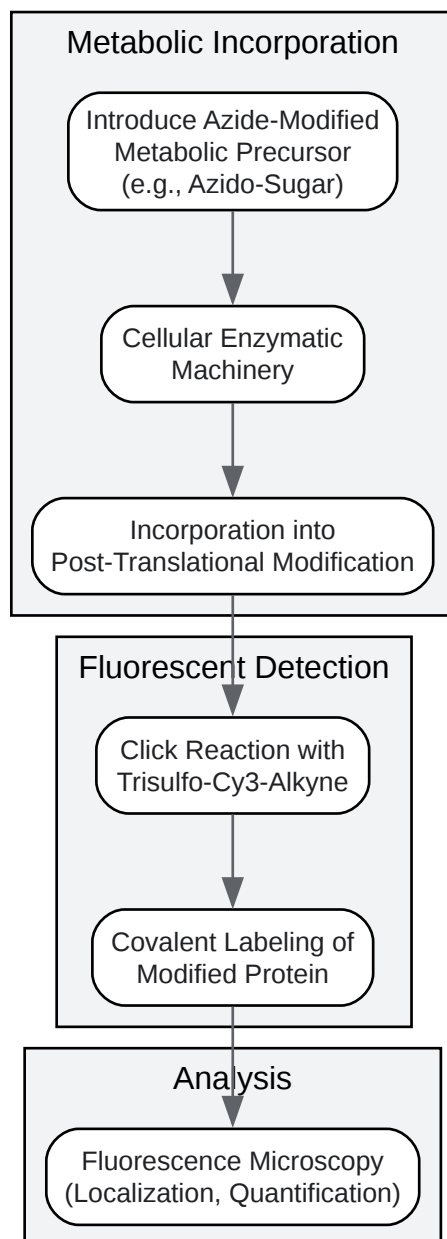 Metabolic Incorporation
Introduce Azide-Modified
Metabolic Precursor
(e.g., Azido-Sugar)
Cellular Enzymatic
Machinery
Incorporation into
Post-Translational Modification
Fluorescent Detection
Click Reaction with
Trisulfo-Cy3-Alkyne
Covalent Labeling of
Modified Protein
Analysis
Fluorescence Microscopy
(Localization, Quantification)